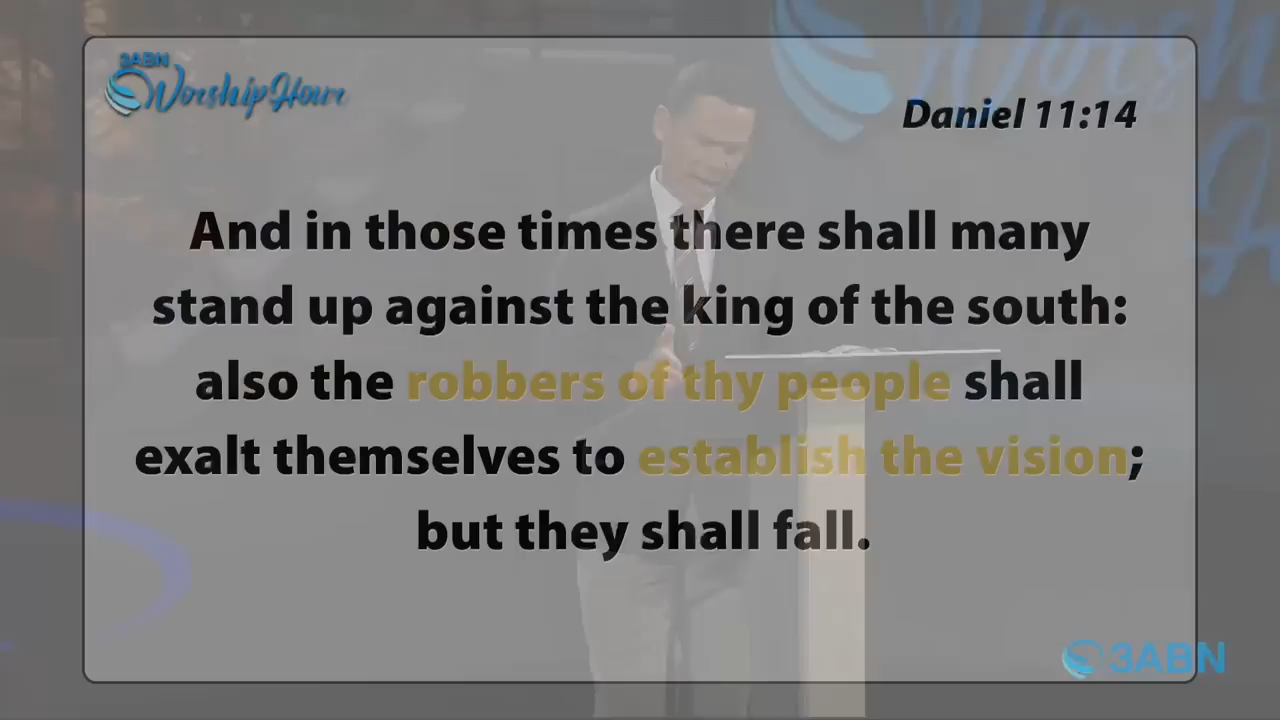 3ABN
Worship Hour
Daniel 11:14
And in those times there shall many
stand up against the king of the south:
also the robbers of thy people shall
exalt themselves to establish the vision;
but they shall fall.
3ABN